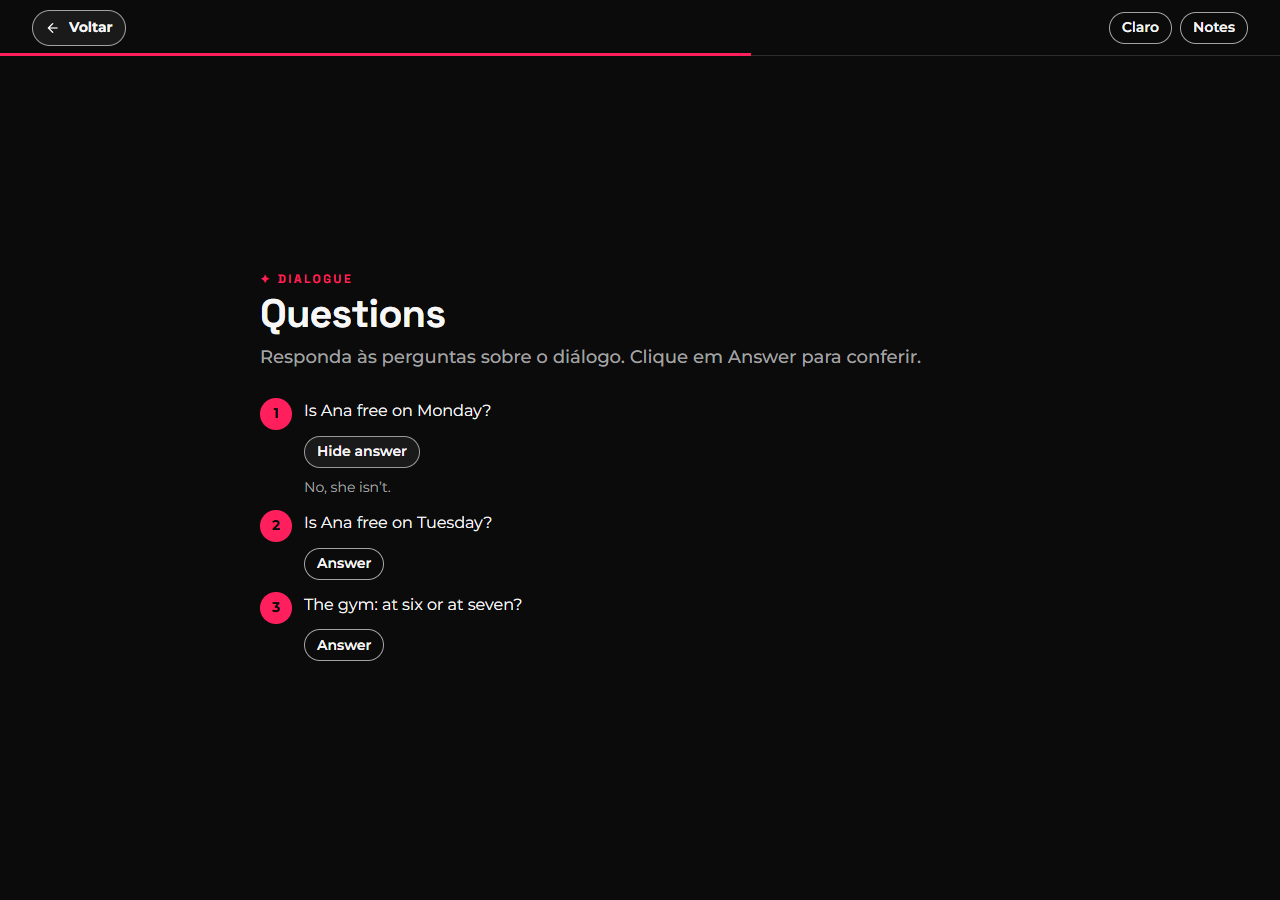 ← Voltar
Claro
Notes
✦ DIALOGUE
Questions
Responda às perguntas sobre o diálogo. Clique em Answer para conferir.
1 Is Ana free on Monday?
Hide answer
No, she isn’t.
2 Is Ana free on Tuesday?
Answer
3 The gym: at six or at seven?
Answer